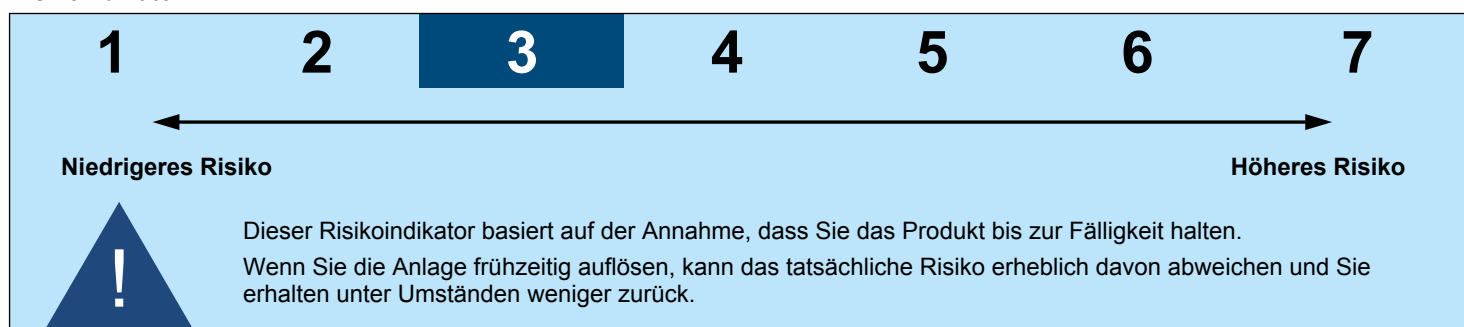 1 2 3 4 5 6 7
Niedrigeres Risiko Höheres Risiko
!
Dieser Risikoindikator basiert auf der Annahme, dass Sie das Produkt bis zur Fälligkeit halten.
Wenn Sie die Anlage frühzeitig auflösen, kann das tatsächliche Risiko erheblich davon abweichen und Sie
erhalten unter Umständen weniger zurück.